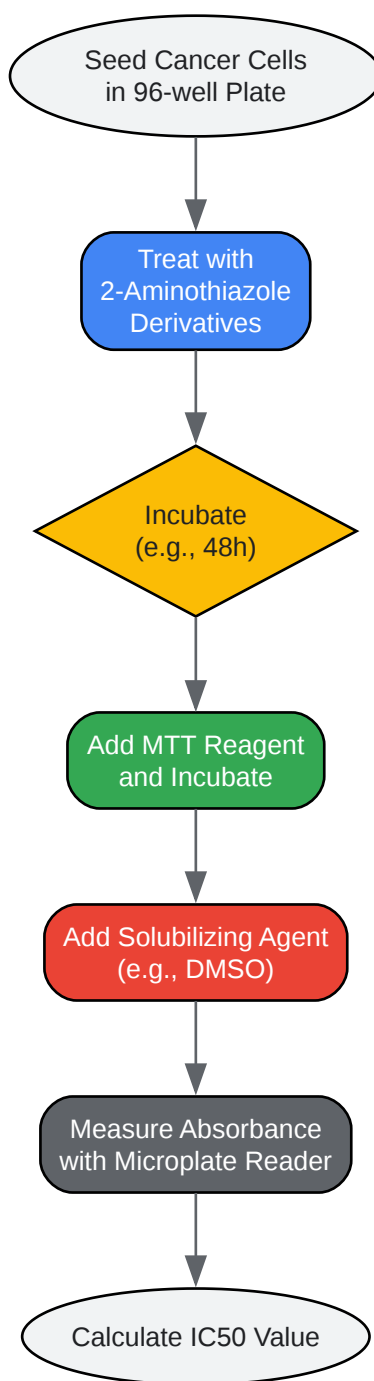 Seed Cancer Cells
in 96-well Plate
Treat with
2-Aminothiazole
Derivatives
Incubate
(e.g., 48h)
Add MTT Reagent
and Incubate
Add Solubilizing Agent
(e.g., DMSO)
Measure Absorbance
with Microplate Reader
Calculate IC50 Value